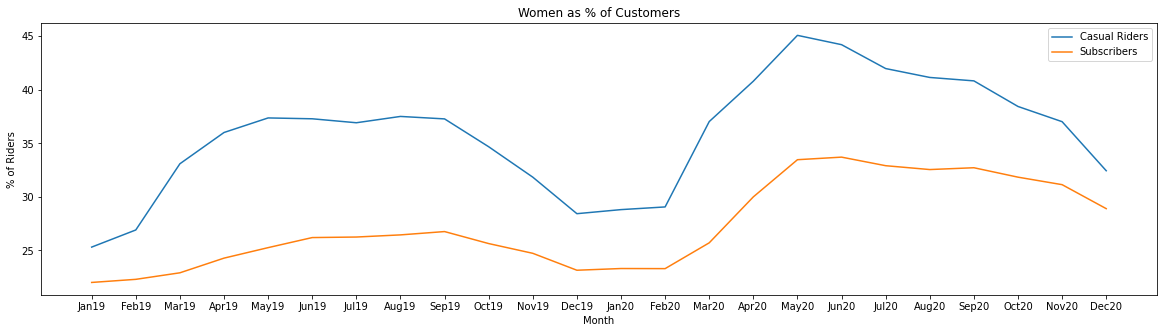 Women as % of Customers
Casual Riders
Subscribers
% of Riders
45
40
35
30
25
Jan19 Feb19 Mar19 Apr19 May19 Jun19 Jul19 Aug19 Sep19 Oct19 Nov19 Dec19 Jan20 Feb20 Mar20 Apr20 May20 Jun20 Jul20 Aug20 Sep20 Oct20 Nov20 Dec20
Month